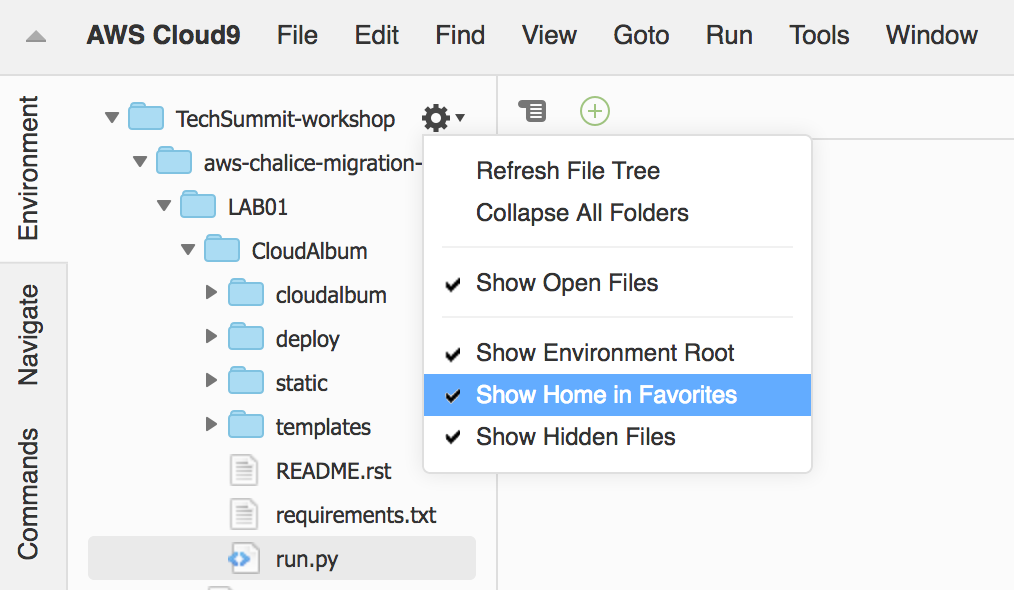 AWS Cloud9 File Edit Find View Goto Run Tools Window
Environment
Navigate
Commands
TechSummit-workshop
aws-chalice-migration-
LAB01
CloudAlbum
cloudalbum
deploy
static
templates
README.rst
requirements.txt
run.py
Refresh File Tree
Collapse All Folders
Show Open Files
Show Environment Root
Show Home in Favorites
Show Hidden Files